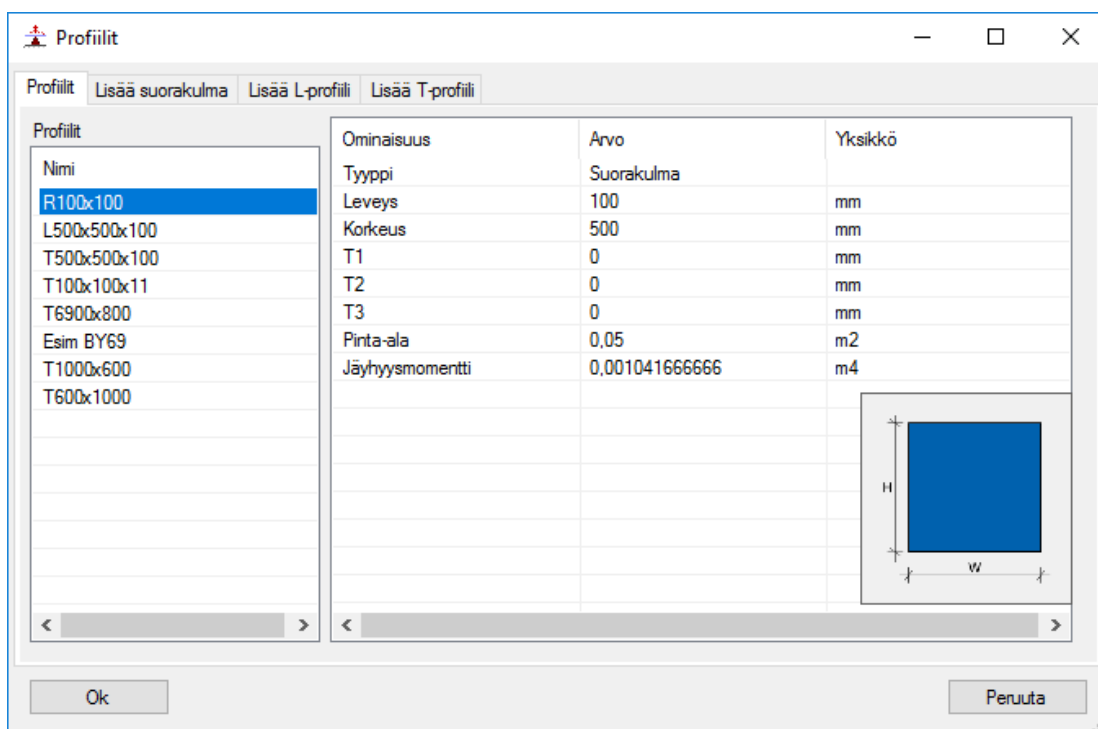 Profiilit
Profiilit Lisää suorakulma Lisää L-profiili Lisää T-profiili
Profiilit
Nimi
R100x100
L500x500x100
T500x500x100
T100x100x11
T6900x800
Esim BY69
T1000x600
T600x1000
Ominaisuus Arvo Yksikkö
Tyyppi Suorakulma
Leveys 100 mm
Korkeus 500 mm
T1 0 mm
T2 0 mm
T3 0 mm
Pinta-ala 0,05 m2
Jäyhyysmomentti 0,001041666666 m4
H
W
Ok Peruuta